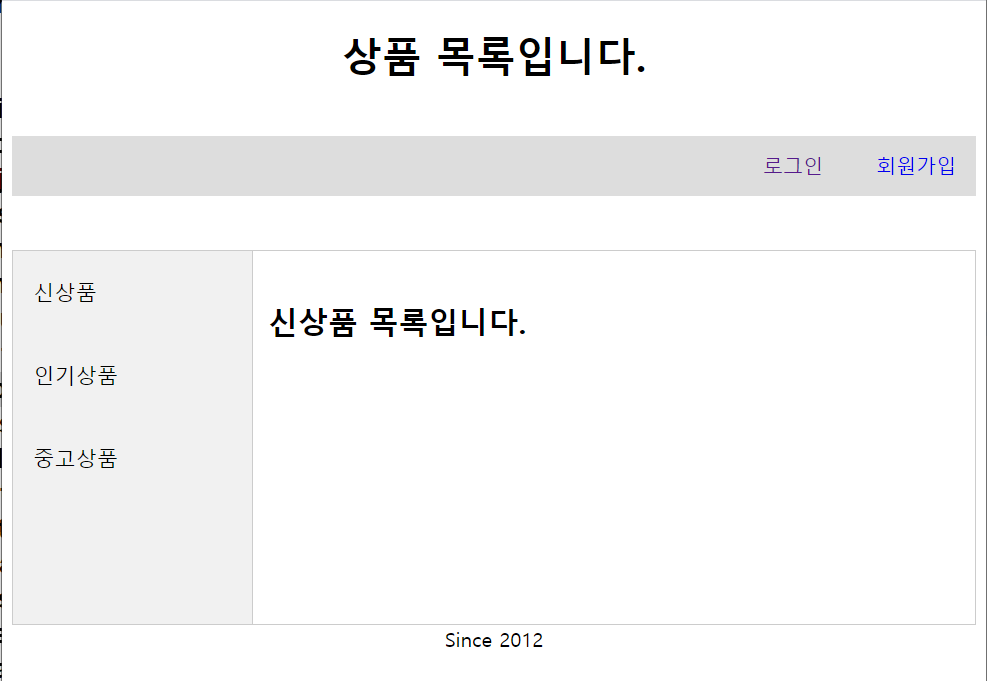 상품 목록입니다.
로그인 회원가입
신상품
신상품 목록입니다.
인기상품
중고상품
Since 2012